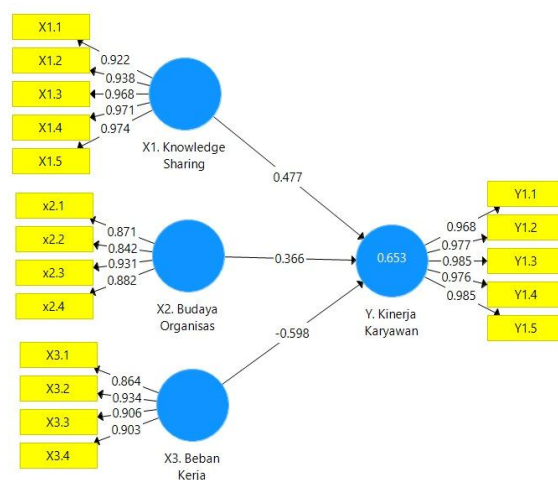 X1.1
X1.2
X1.3
X1.4
X1.5
0.922
0.938
0.968
0.971
0.974
X1. Knowledge
Sharing
0.477
x2.1
x2.2
x2.3
x2.4
0.871
0.842
0.931
0.882
X2. Budaya
Organisas
0.366
X3.1
X3.2
X3.3
X3.4
0.864
0.934
0.906
0.903
X3. Beban
Kerja
-0.598
0.653
Y. Kinerja
Karyawan
0.968
0.977
0.985
0.976
0.985
Y1.1
Y1.2
Y1.3
Y1.4
Y1.5